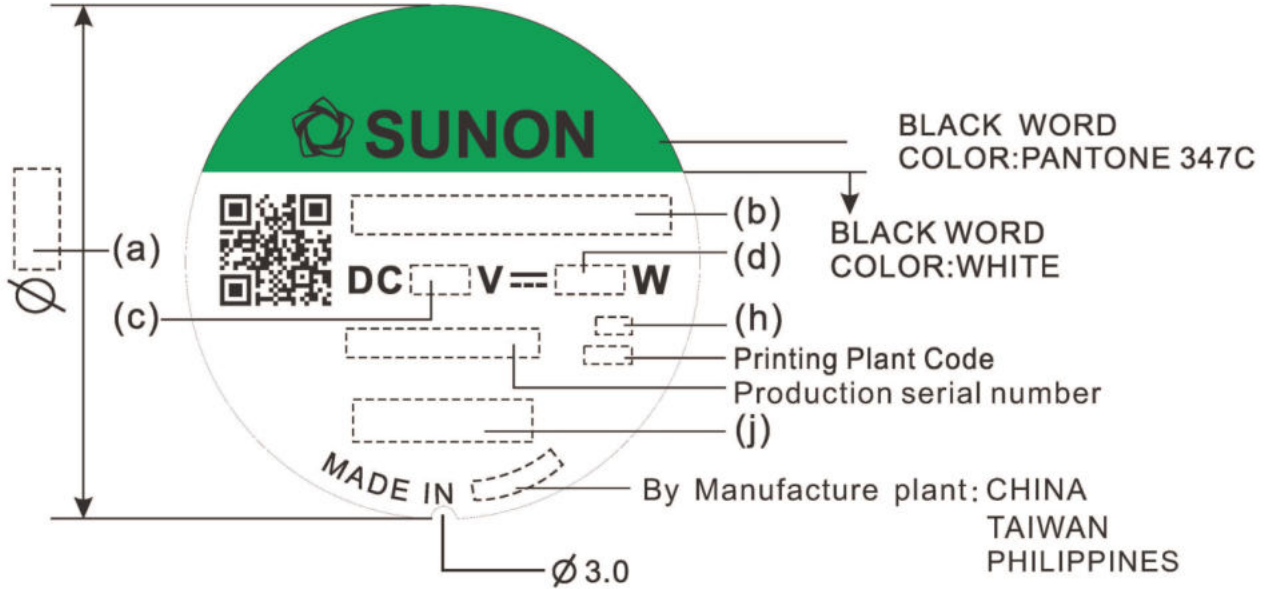 SUNON
BLACK WORD
COLOR:PANTONE 347C
(b)
BLACK WORD
COLOR:WHITE
(a)
(d)
DC V W
(c)
(h)
Printing Plant Code
Production serial number
(j)
MADE IN
By Manufacture plant: CHINA
TAIWAN
PHILIPPINES
Ø
Ø 3.0